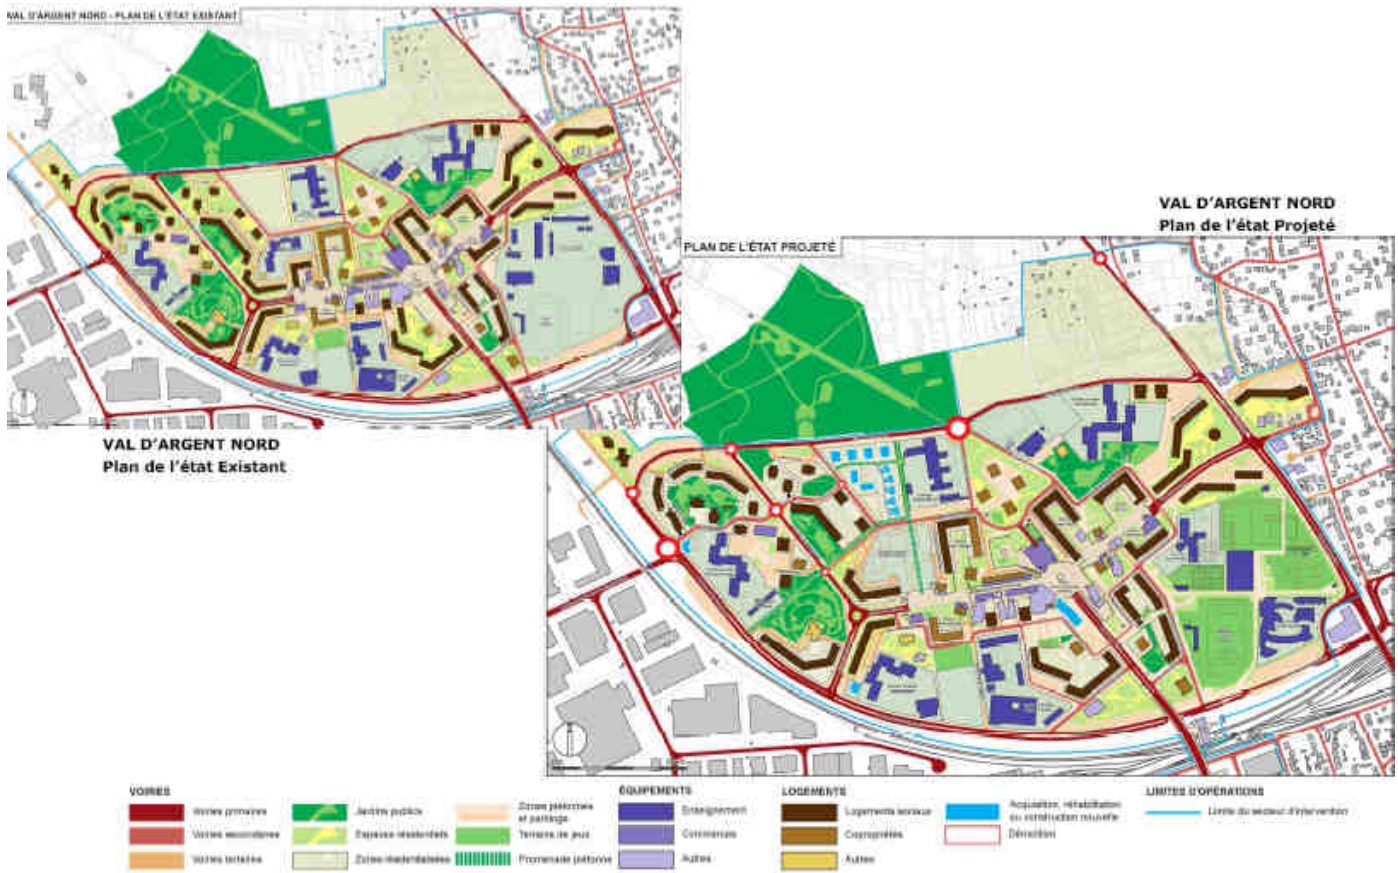 VAL D'ARGENT NORD - PLAN DE L'ÉTAT EXISTANT
VAL D'ARGENT NORD
Plan de l'état Projeté
PLAN DE L'ÉTAT PROJETÉ
VAL D'ARGENT NORD
Plan de l'état Existant
VOIRIES
Voiries primaires
Voiries secondaires
Voiries tertiaires
Jardins publics
Espaces résidentiels
Zones résidentialisées
Zones piétonnes
et parkings
Terrains de jeux
Promenade piétonne
ÉQUIPEMENTS
Enseignement
Commerces
Autres
LOGEMENTS
Logements sociaux
Copropriétés
Autres
Acquisition, réhabilitation
ou construction nouvelle
Démolition
LIMITES D'OPÉRATIONS
Limite du secteur d'intervention